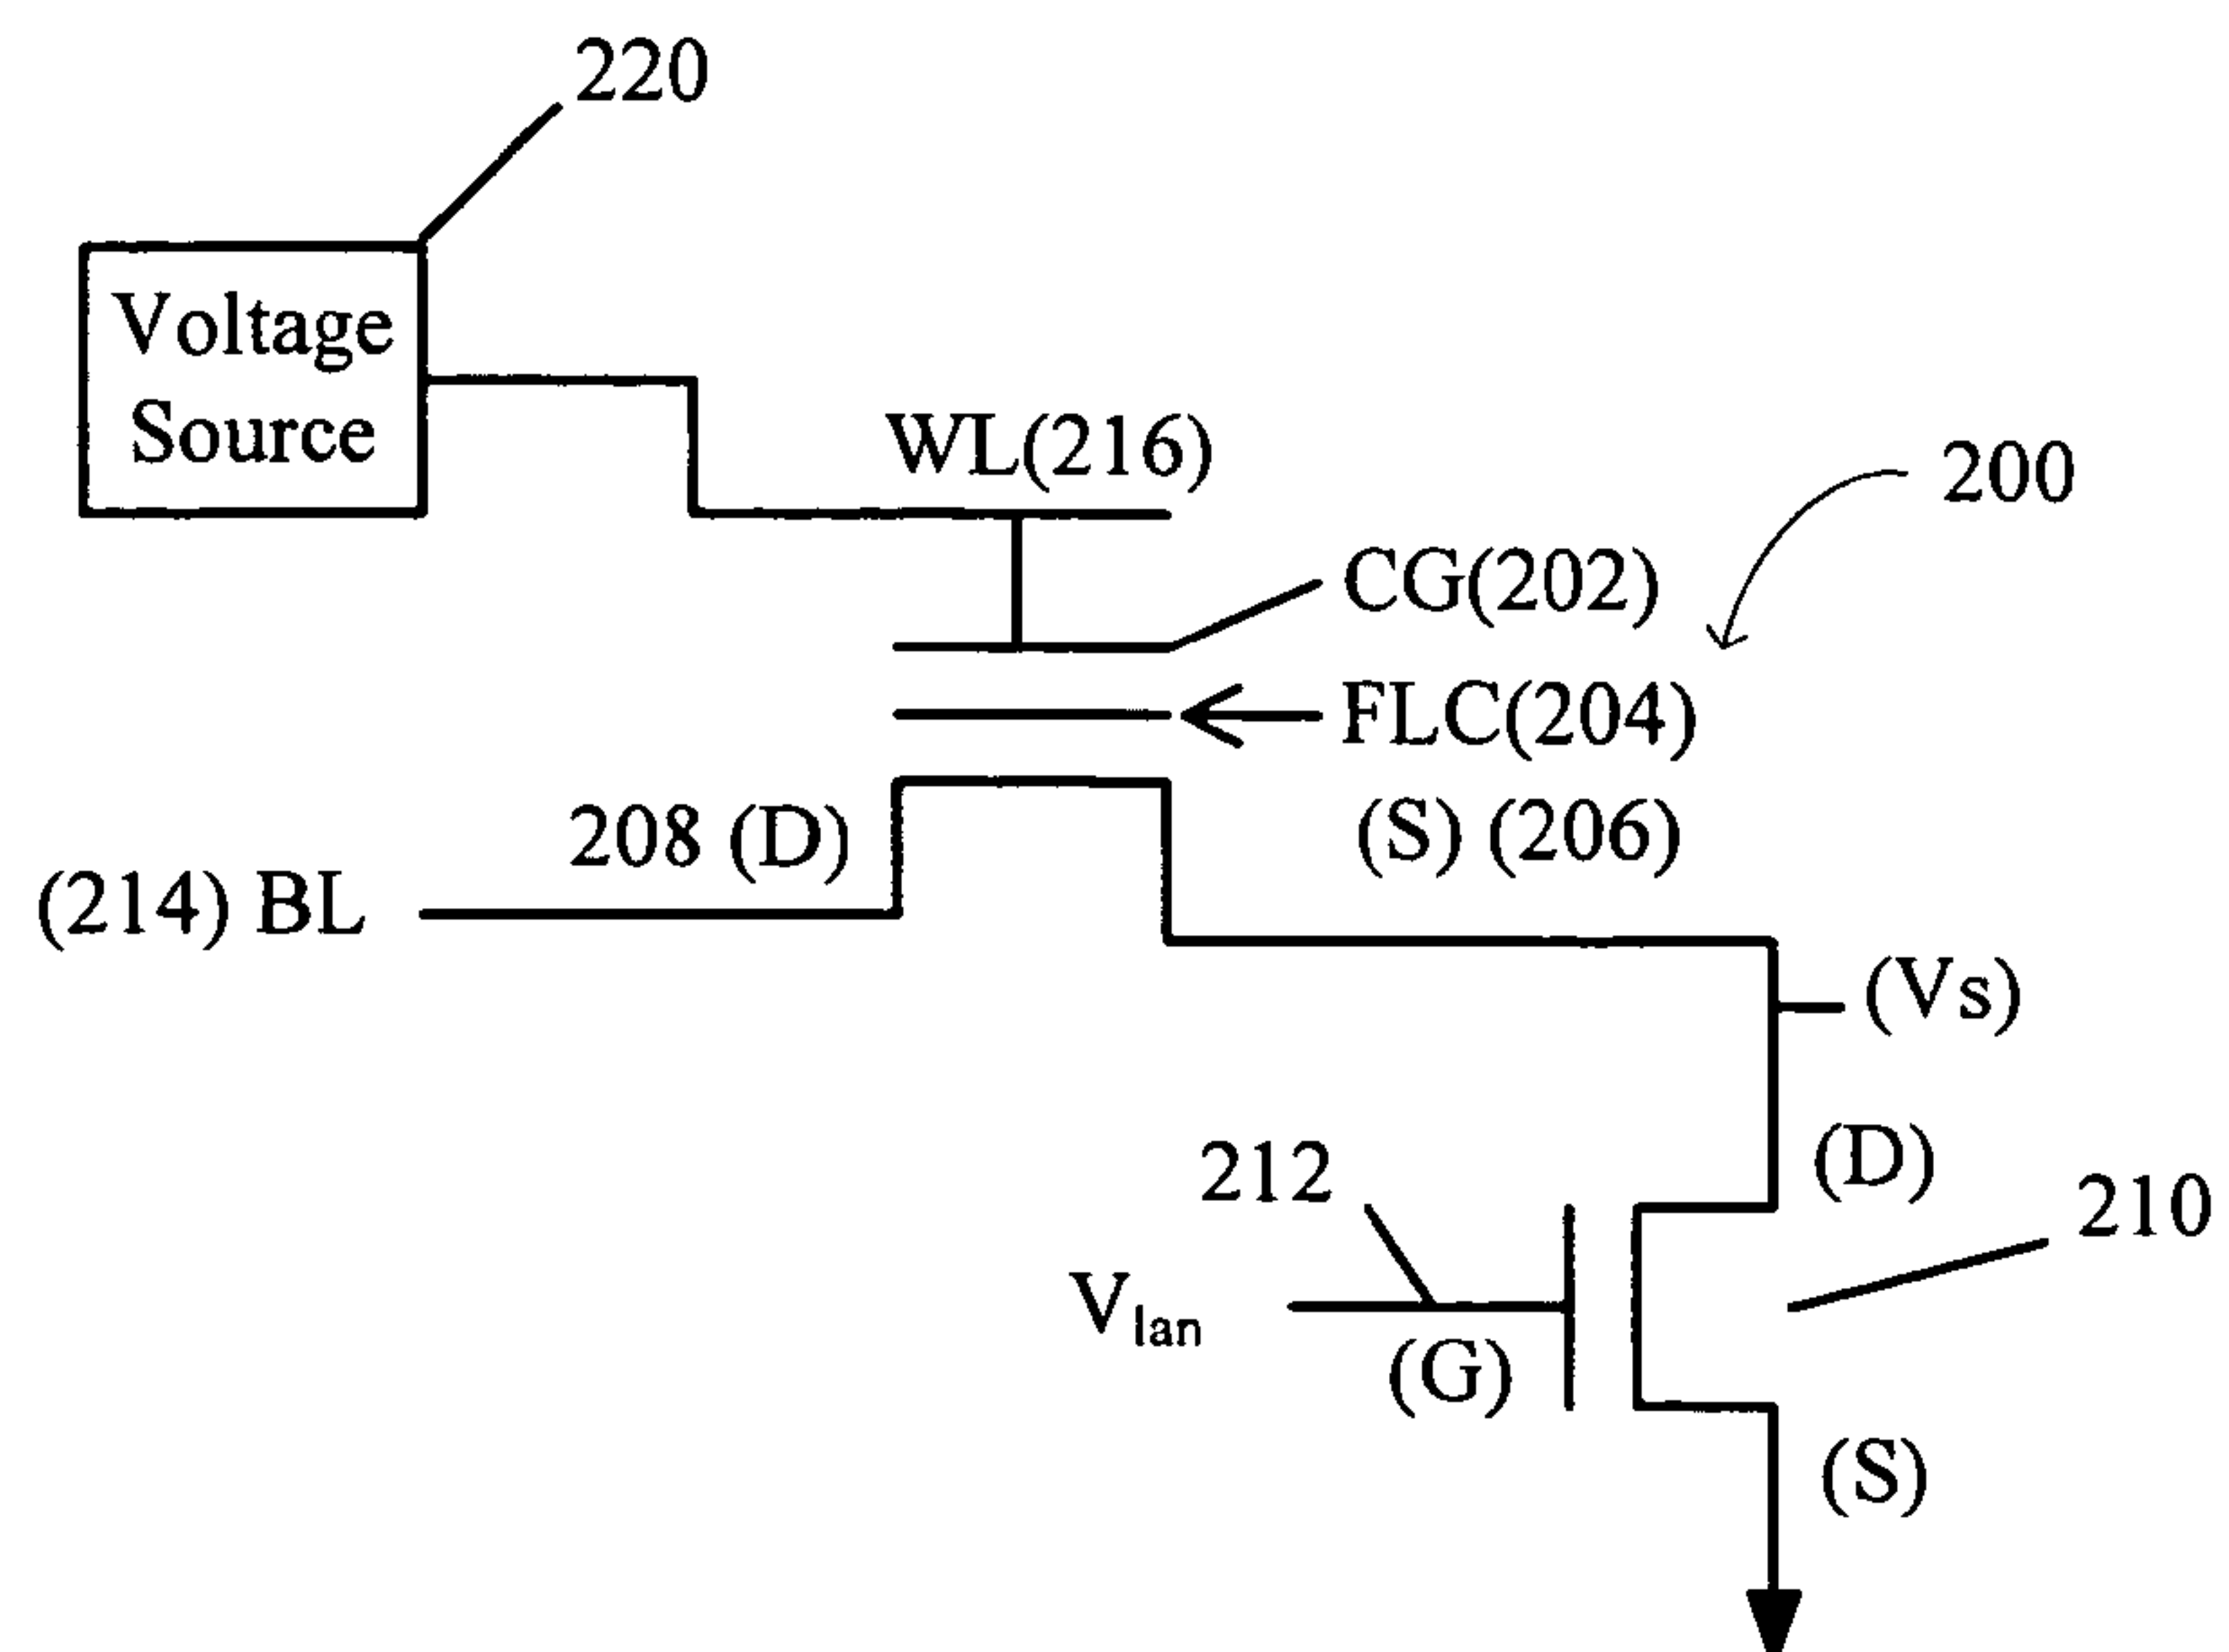 220
Voltage
Source
WL(216)
200
CG(202)
FLC(204)
208 (D)
(S) (206)
(214) BL
(Vs)
(D)
212
210
Vlan
(G)
(S)